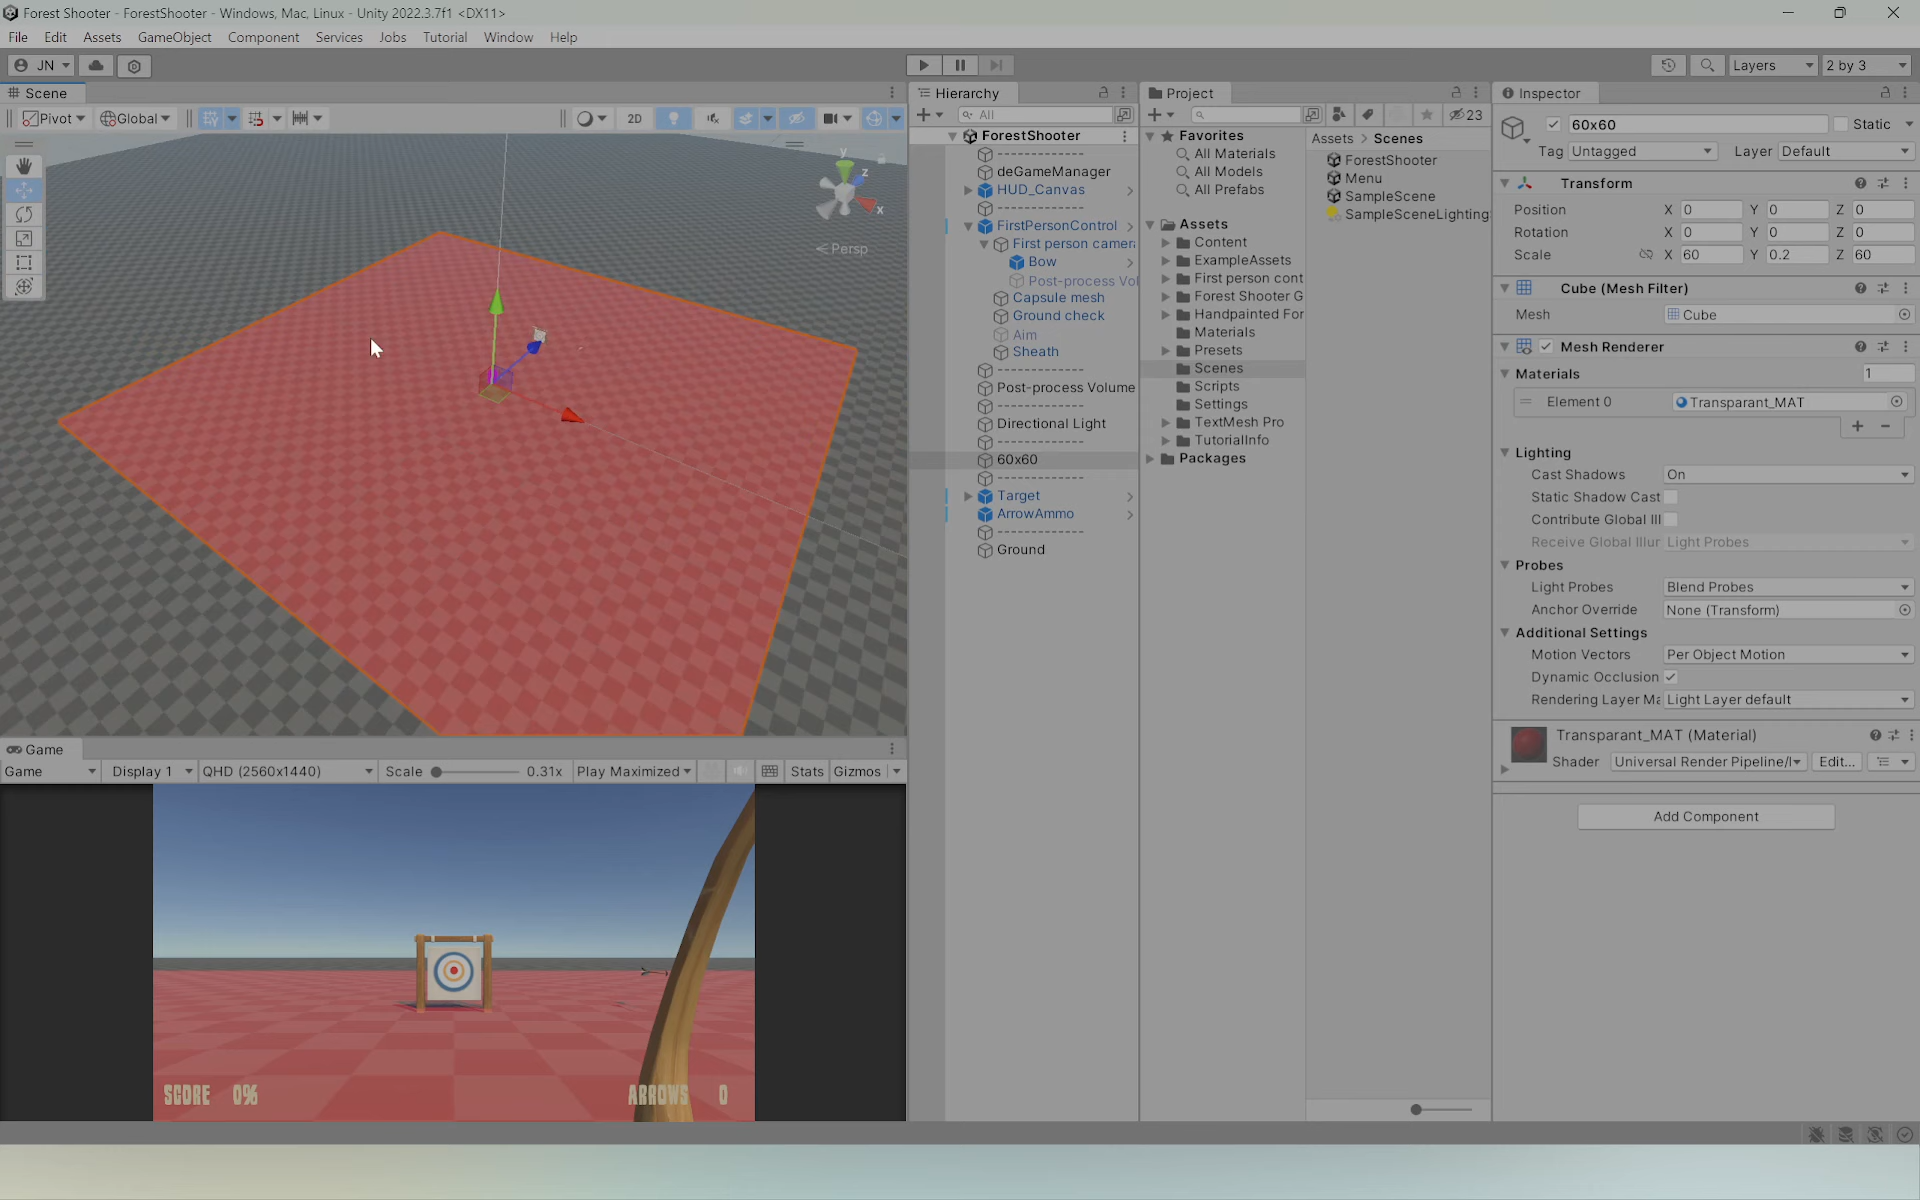 Forest Shooter - ForestShooter - Windows, Mac, Linux - Unity 2022.3.7f1 <DX11>
File Edit Assets GameObject Component Services Jobs Tutorial Window Help
JN
Layers
2 by 3
Scene
Pivot Global
2D
y
z
x
< Persp
Hierarchy
All
ForestShooter
---------------
deGameManager
HUD_Canvas
---------------
FirstPersonControl
First person camer
Bow
Post-process Vol
Capsule mesh
Ground check
Aim
Sheath
---------------
Post-process Volume
---------------
Directional Light
---------------
60x60
---------------
Target
ArrowAmmo
---------------
Ground
Project
23
Favorites
All Materials
All Models
All Prefabs
Assets
Content
ExampleAssets
First person cont
Forest Shooter G
Handpainted For
Materials
Presets
Scenes
Scripts
Settings
TextMesh Pro
TutorialInfo
Packages
Assets > Scenes
ForestShooter
Menu
SampleScene
SampleSceneLighting
Inspector
60x60
Static
Tag Untagged Layer Default
Transform
Position X 0 Y 0 Z 0
Rotation X 0 Y 0 Z 0
Scale X 60 Y 0.2 Z 60
Cube (Mesh Filter)
Mesh Cube
Mesh Renderer
Materials 1
Element 0 Transparant_MAT
Lighting
Cast Shadows On
Static Shadow Cast
Contribute Global Ill
Receive Global Illur Light Probes
Probes
Light Probes Blend Probes
Anchor Override None (Transform)
Additional Settings
Motion Vectors Per Object Motion
Dynamic Occlusion
Rendering Layer Ma Light Layer default
Transparant_MAT (Material)
Shader Universal Render Pipeline/l Edit...
Add Component
Game
Game Display 1 QHD (2560x1440) Scale 0.31x Play Maximized Stats Gizmos
SCORE 0%
ARROWS 0